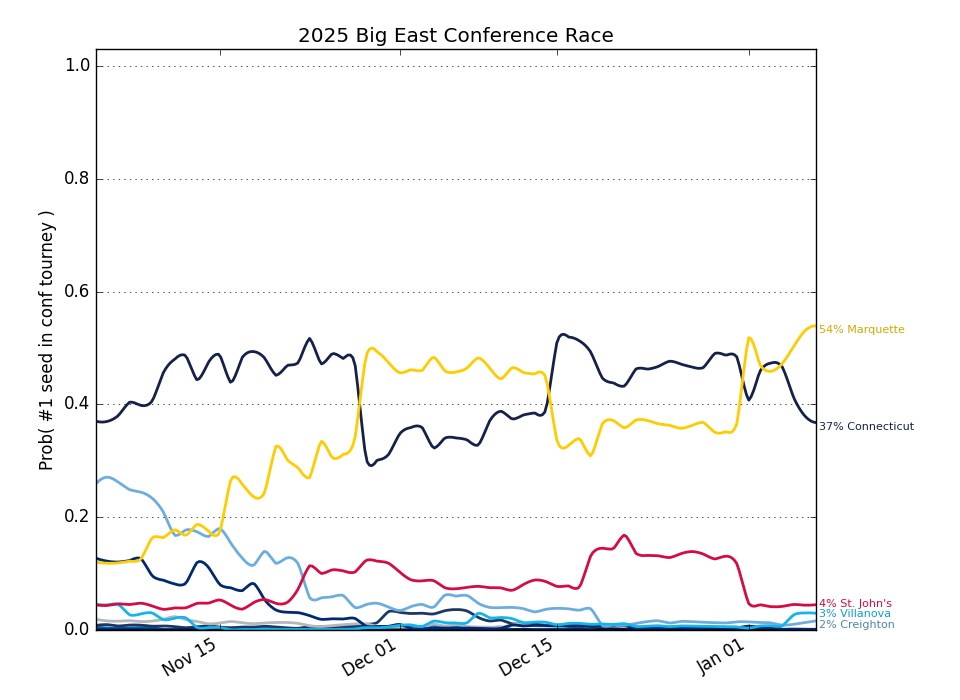 2025 Big East Conference Race
Prob( #1 seed in conf tourney )
1.0
0.8
0.6
0.4
0.2
0.0
54% Marquette
37% Connecticut
4% St. John's
3% Villanova
2% Creighton
Nov 15
Dec 01
Dec 15
Jan 01